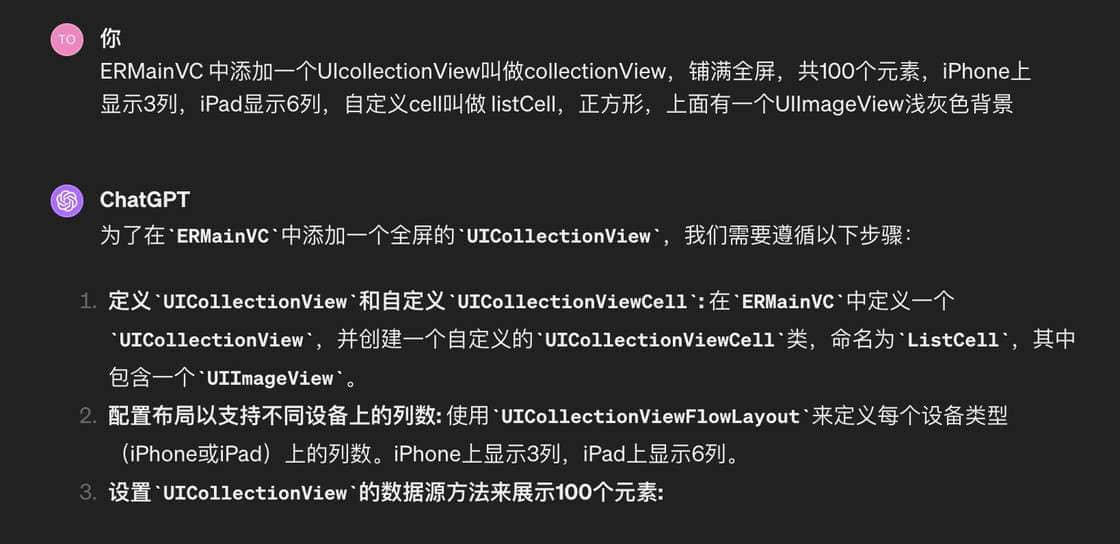 TO
你
ERMainVC 中添加一个UIcollectionView叫做collectionView，铺满全屏，共100个元素，iPhone上
显示3列，iPad显示6列，自定义cell叫做 listCell，正方形，上面有一个UIImageView浅灰色背景
ChatGPT
为了在`ERMainVC`中添加一个全屏的`UICollectionView`，我们需要遵循以下步骤：
1. 定义`UICollectionView`和自定义`UICollectionViewCell`: 在`ERMainVC`中定义一个
`UICollectionView`，并创建一个自定义的`UICollectionViewCell`类，命名为`ListCell`，其中
包含一个`UIImageView`。
2. 配置布局以支持不同设备上的列数: 使用`UICollectionViewFlowLayout`来定义每个设备类型
（iPhone或iPad）上的列数。iPhone上显示3列，iPad上显示6列。
3. 设置`UICollectionView`的数据源方法来展示100个元素: